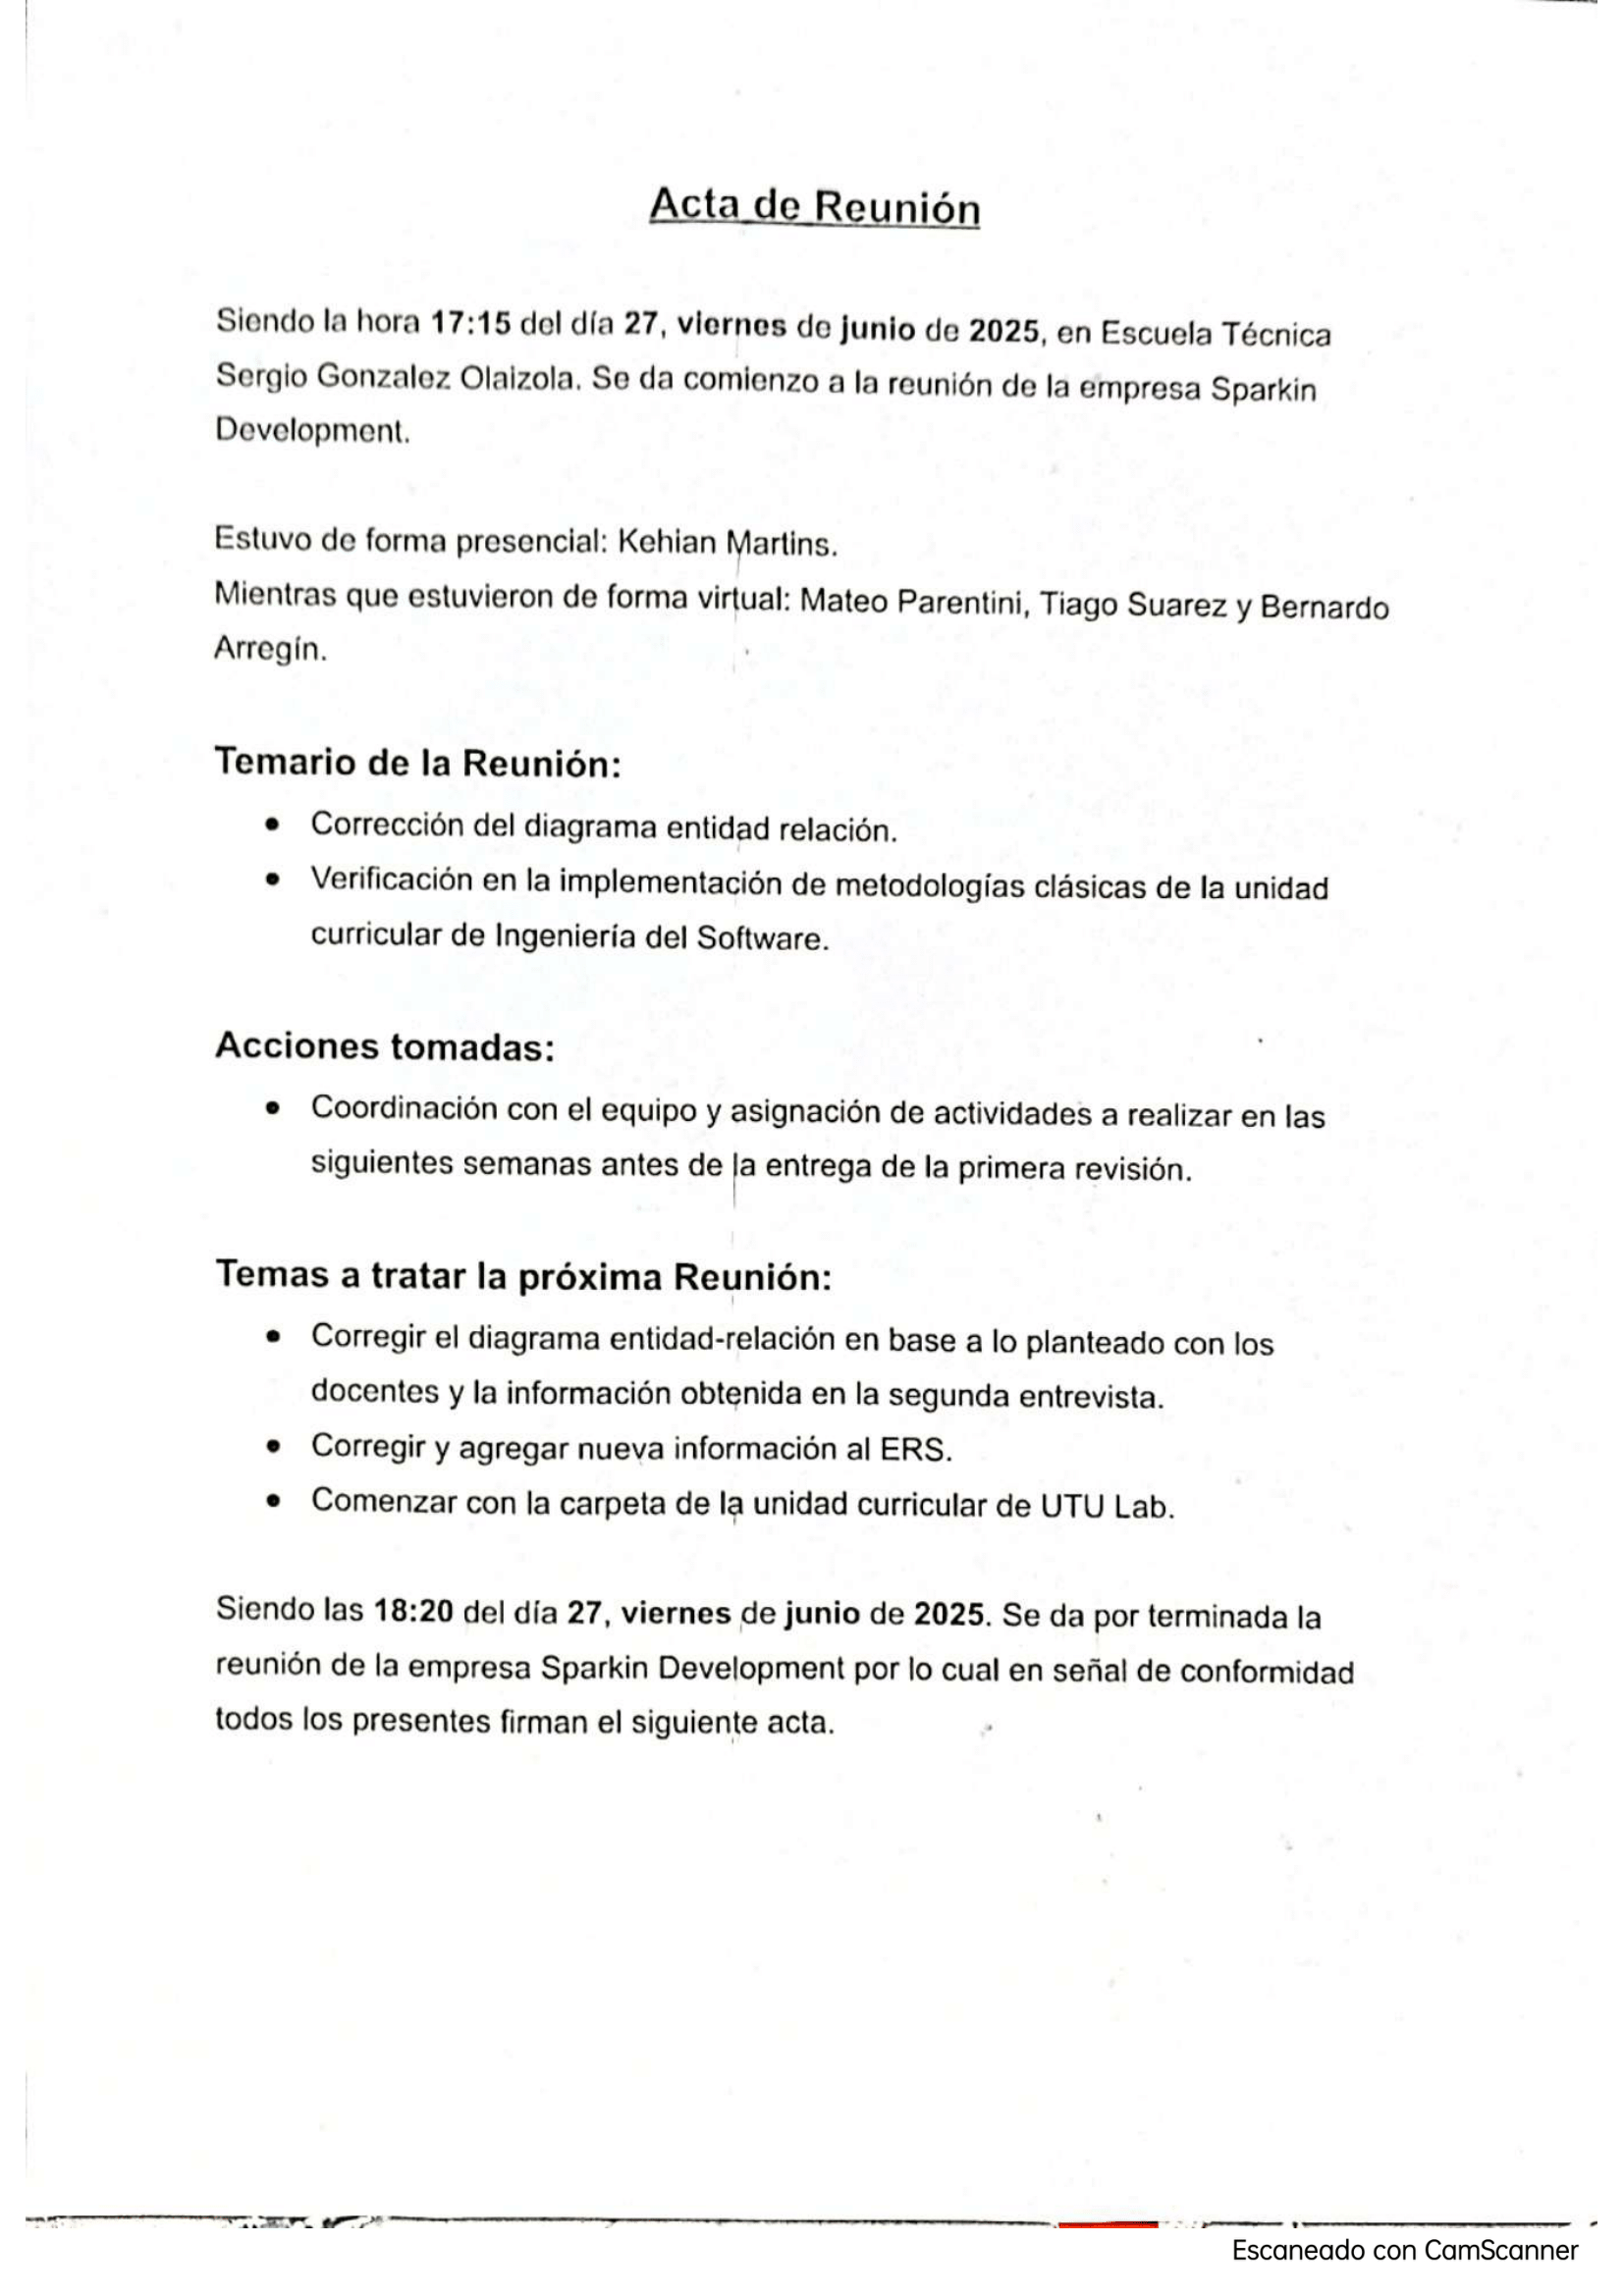 Acta de Reunión
Siendo la hora 17:15 del día 27, viernes de junio de 2025, en Escuela Técnica
Sergio Gonzalez Olaizola. Se da comienzo a la reunión de la empresa Sparkin
Development.
Estuvo de forma presencial: Kehian Martins.
Mientras que estuvieron de forma virtual: Mateo Parentini, Tiago Suarez y Bernardo
Arregín.
Temario de la Reunión:
● Corrección del diagrama entidad relación.
● Verificación en la implementación de metodologías clásicas de la unidad
curricular de Ingeniería del Software.
Acciones tomadas:
● Coordinación con el equipo y asignación de actividades a realizar en las
siguientes semanas antes de la entrega de la primera revisión.
Temas a tratar la próxima Reunión:
● Corregir el diagrama entidad-relación en base a lo planteado con los
docentes y la información obtenida en la segunda entrevista.
● Corregir y agregar nueva información al ERS.
● Comenzar con la carpeta de la unidad curricular de UTU Lab.
Siendo las 18:20 del día 27, viernes de junio de 2025. Se da por terminada la
reunión de la empresa Sparkin Development por lo cual en señal de conformidad
todos los presentes firman el siguiente acta.
Escaneado con CamScanner